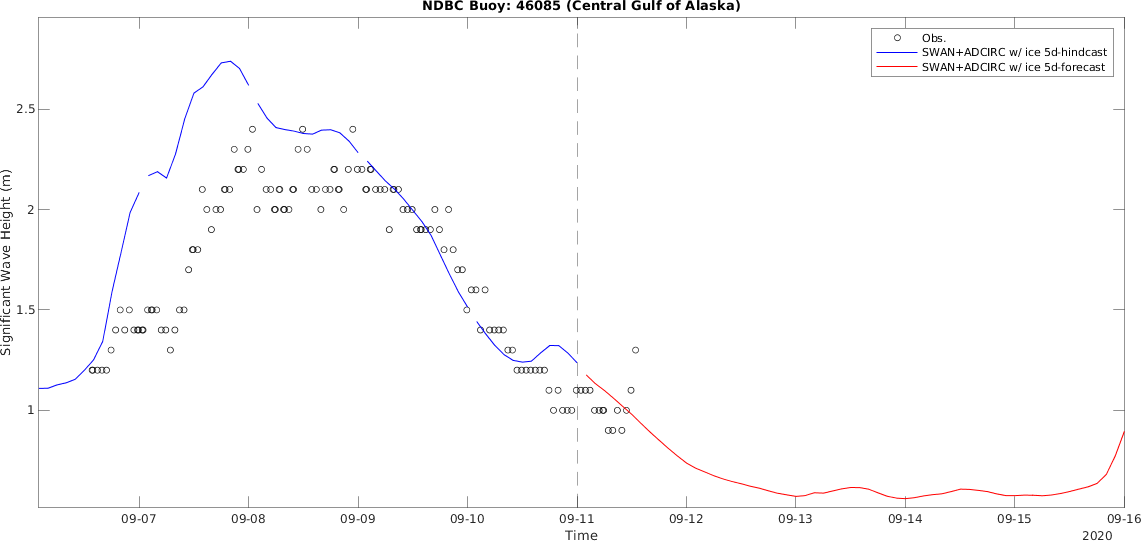 NDBC Buoy: 46085 (Central Gulf of Alaska)
Obs.
SWAN+ADCIRC w/ ice 5d-hindcast
SWAN+ADCIRC w/ ice 5d-forecast
Significant Wave Height (m)
2.5
2
1.5
1
09-07 09-08 09-09 09-10 09-11 09-12 09-13 09-14 09-15 09-16
Time
2020